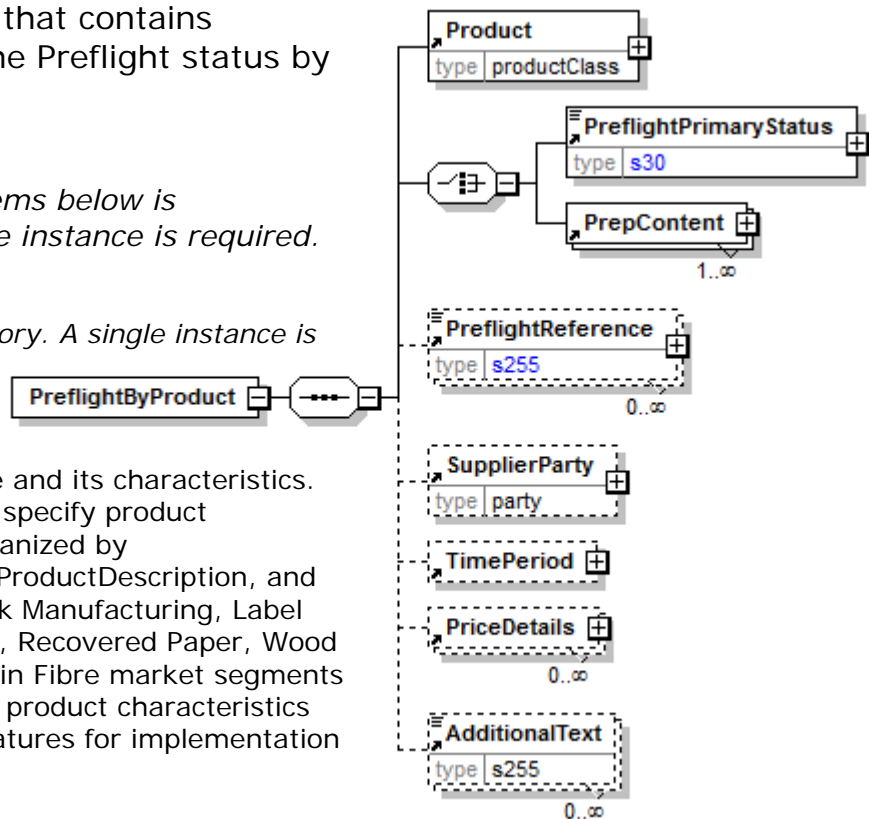 that contains
he Preflight status by
ems below is
e instance is required.
ory. A single instance is
e and its characteristics.
specify product
anized by
ProductDescription, and
k Manufacturing, Label
, Recovered Paper, Wood
in Fibre market segments
product characteristics
atures for implementation
PreflightByProduct
Product
type productClass
PreflightPrimaryStatus
type s30
PrepContent
1..∞
PreflightReference
type s255
0..∞
SupplierParty
type party
TimePeriod
PriceDetails
0..∞
AdditionalText
type s255
0..∞